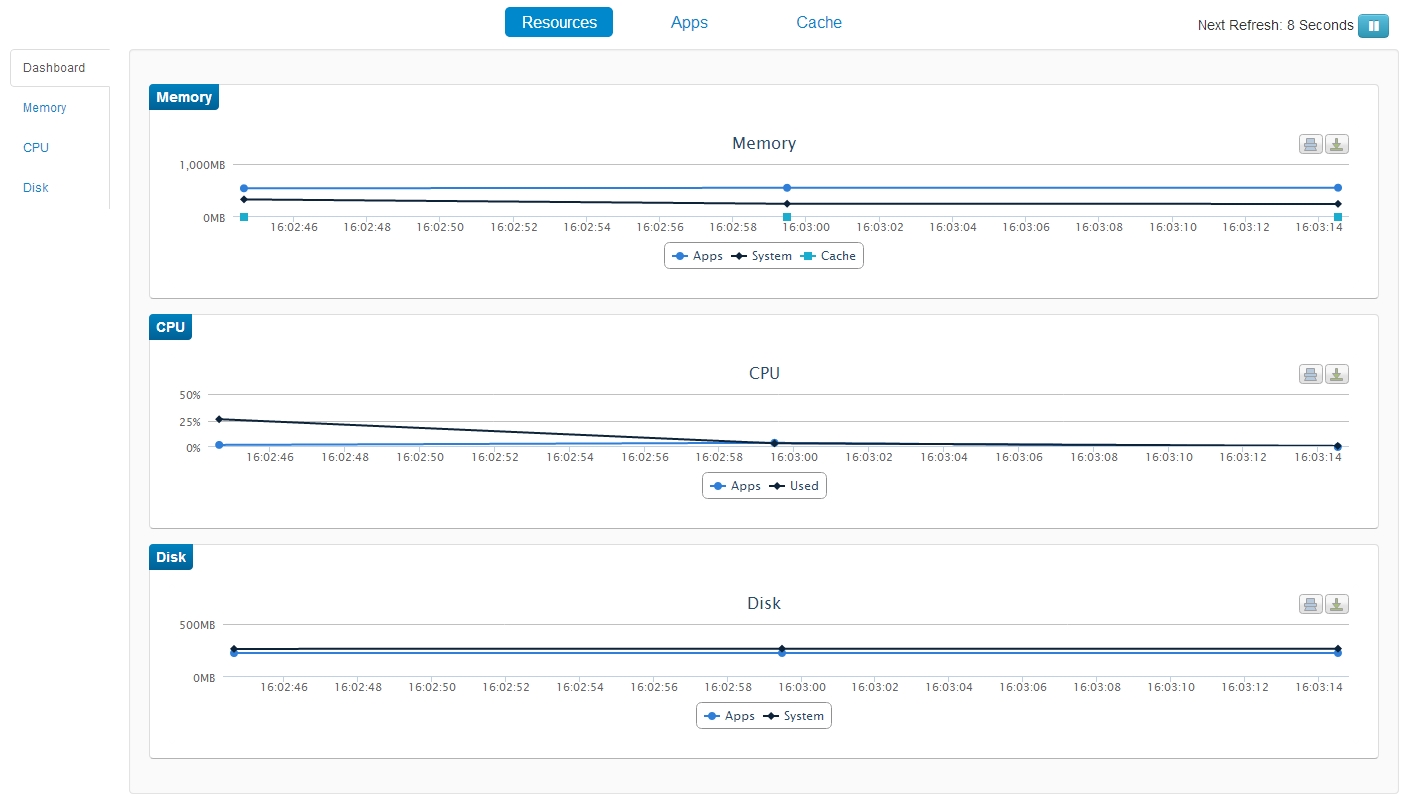 Resources Apps Cache Next Refresh: 8 Seconds
Dashboard
Memory
CPU
Disk
Memory
Memory
1,000MB
0MB
16:02:46 16:02:48 16:02:50 16:02:52 16:02:54 16:02:56 16:02:58 16:03:00 16:03:02 16:03:04 16:03:06 16:03:08 16:03:10 16:03:12 16:03:14
Apps System Cache
CPU
CPU
50%
25%
0%
16:02:46 16:02:48 16:02:50 16:02:52 16:02:54 16:02:56 16:02:58 16:03:00 16:03:02 16:03:04 16:03:06 16:03:08 16:03:10 16:03:12 16:03:14
Apps Used
Disk
Disk
500MB
0MB
16:02:46 16:02:48 16:02:50 16:02:52 16:02:54 16:02:56 16:02:58 16:03:00 16:03:02 16:03:04 16:03:06 16:03:08 16:03:10 16:03:12 16:03:14
Apps System